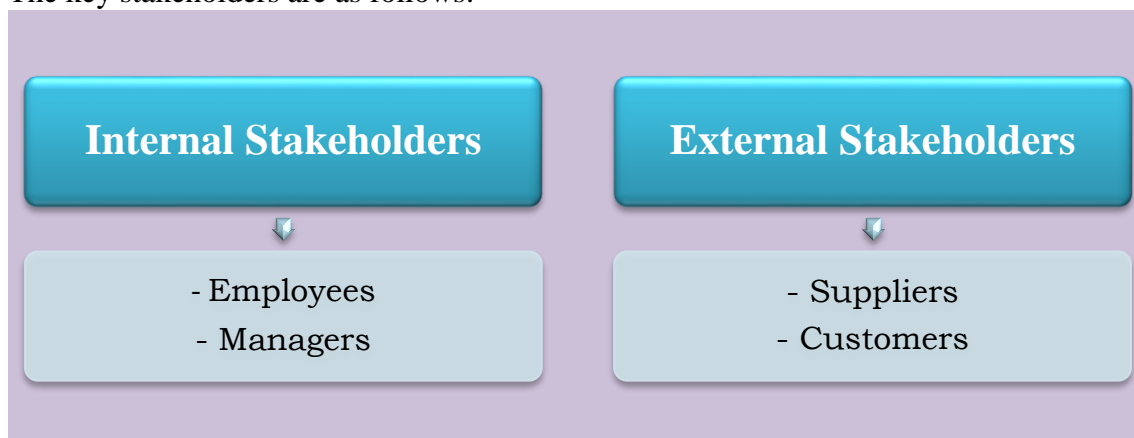 The key stakeholders are as follows:
Internal Stakeholders
- Employees
- Managers
External Stakeholders
- Suppliers
- Customers